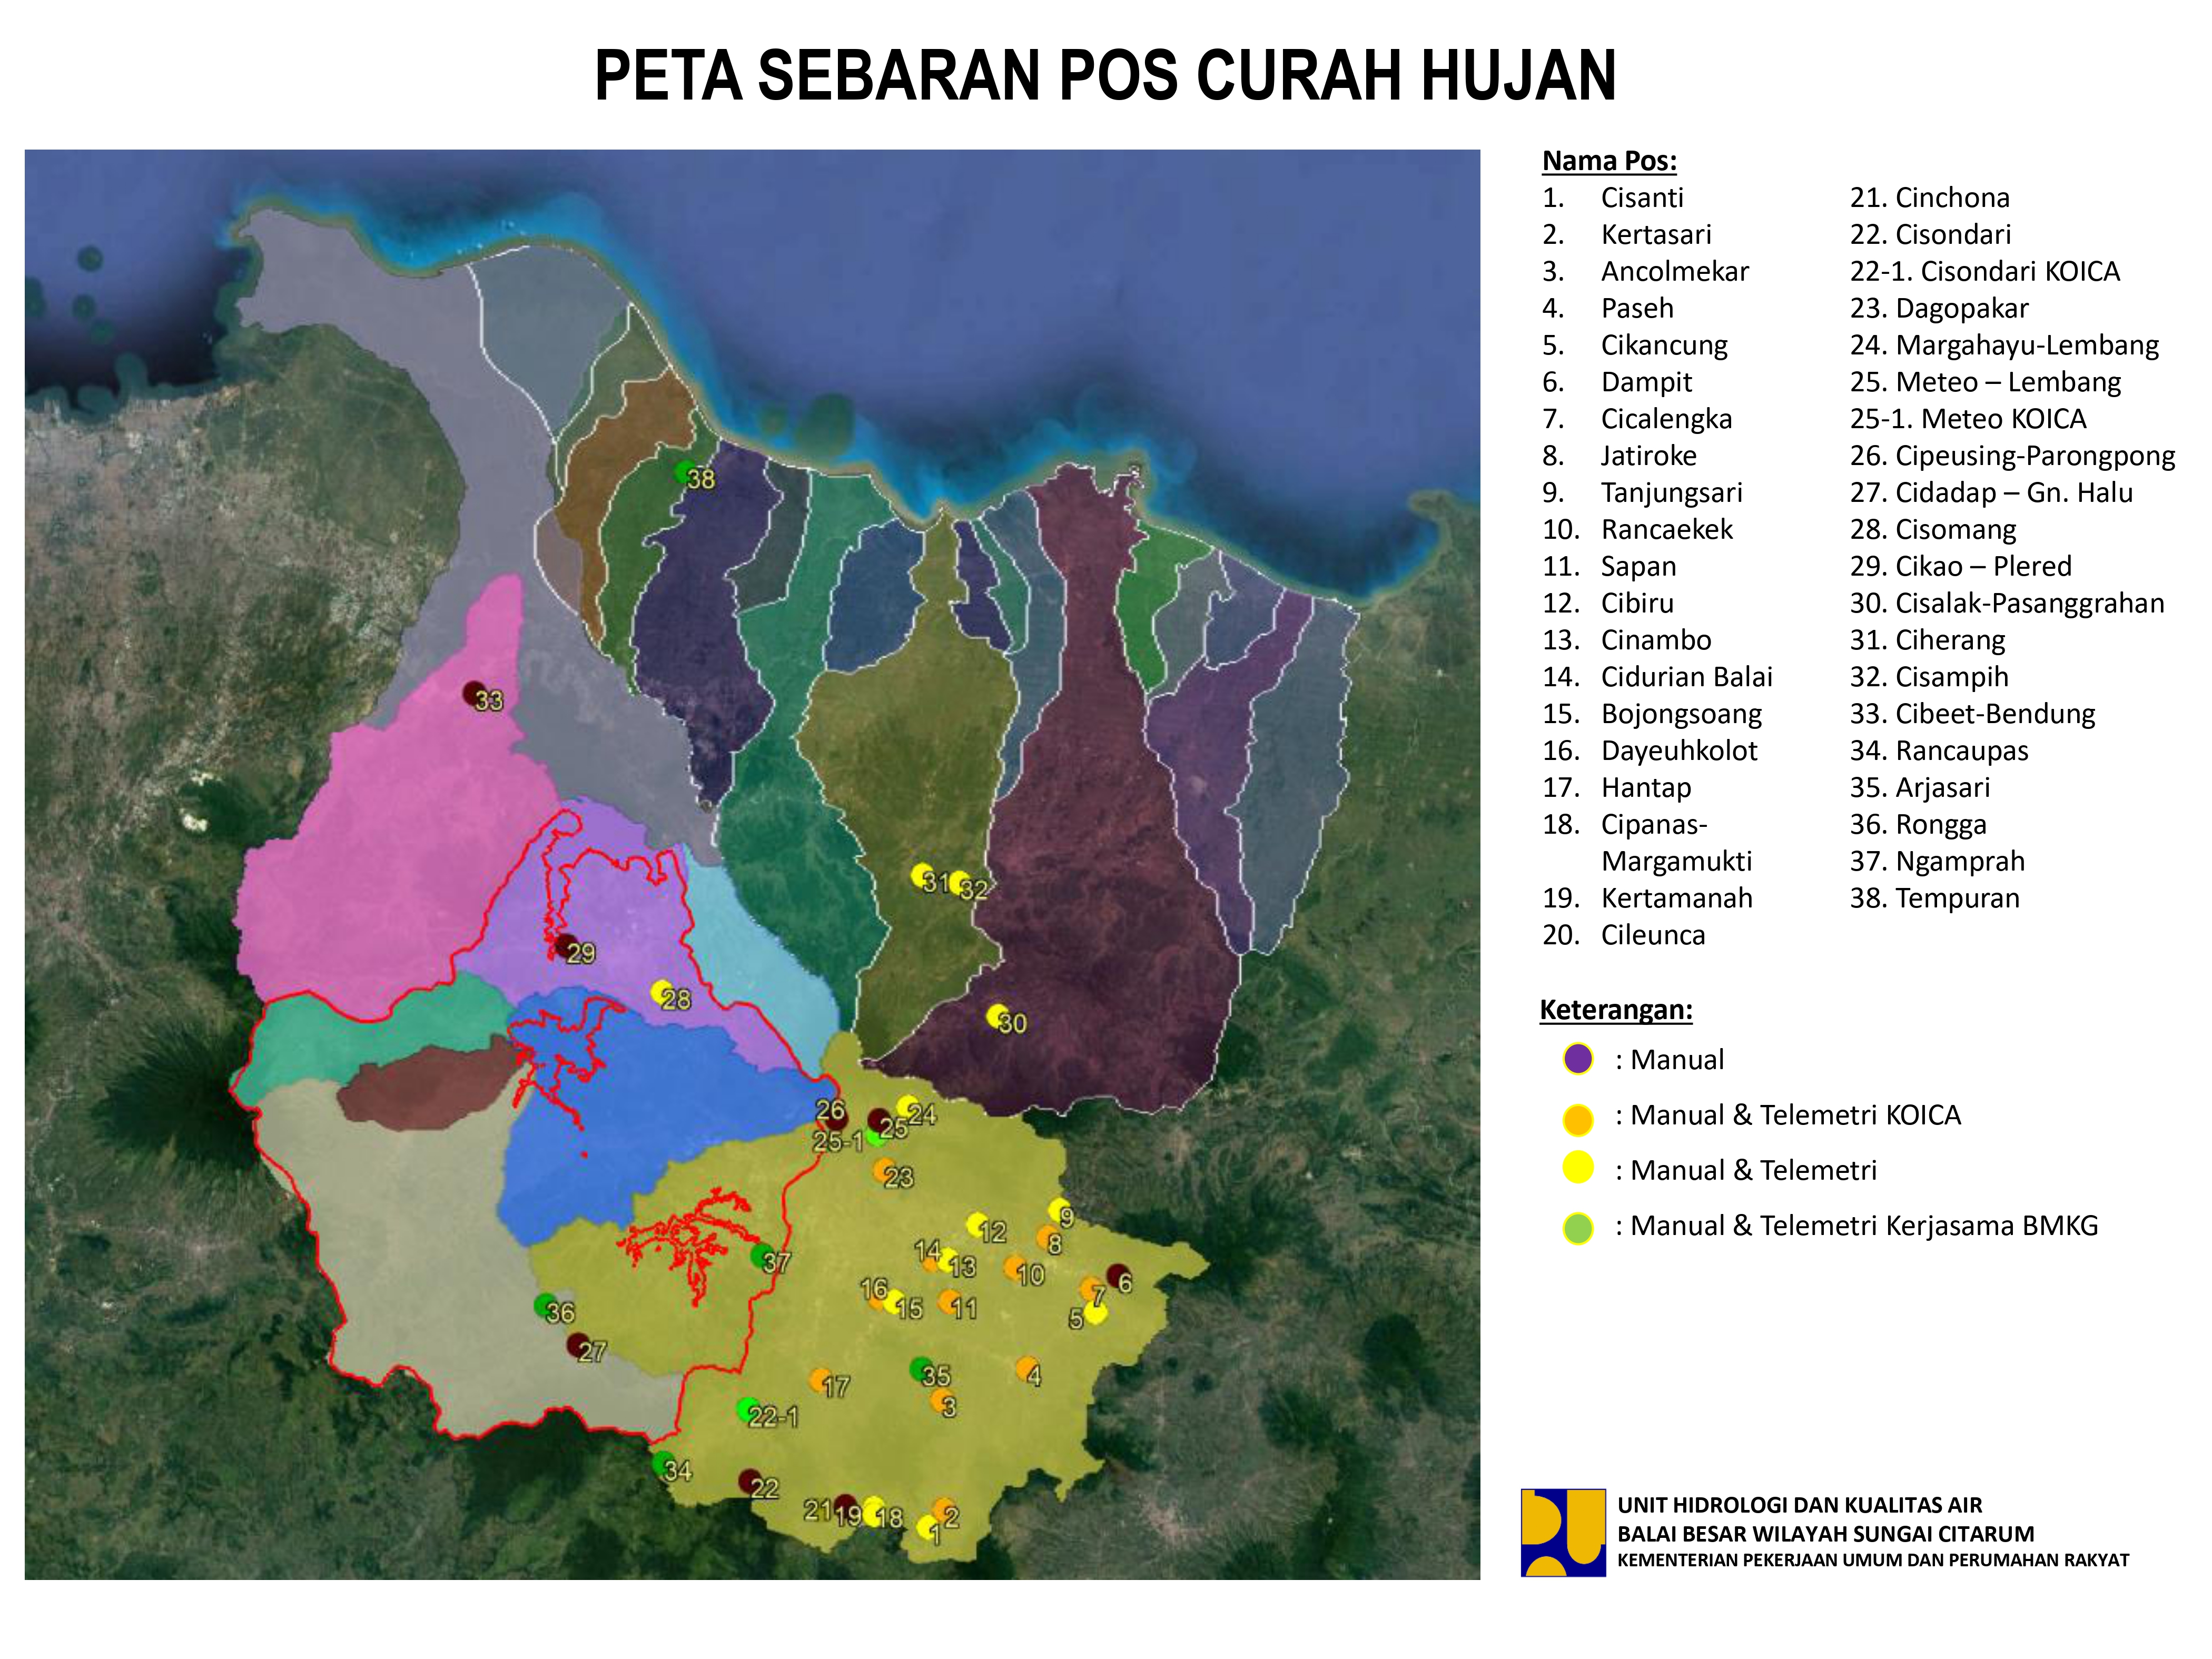 PETA SEBARAN POS CURAH HUJAN
Nama Pos:
1. Cisanti
2. Kertasari
3. Ancolmekar
4. Paseh
5. Cikancung
6. Dampit
7. Cicalengka
8. Jatiroke
9. Tanjungsari
10. Rancaekek
11. Sapan
12. Cibiru
13. Cinambo
14. Cidurian Balai
15. Bojongsoang
16. Dayeuhkolot
17. Hantap
18. Cipanas-
Margamukti
19. Kertamanah
20. Cileunca
21. Cinchona
22. Cisondari
22-1. Cisondari KOICA
23. Dagopakar
24. Margahayu-Lembang
25. Meteo – Lembang
25-1. Meteo KOICA
26. Cipeusing-Parongpong
27. Cidadap – Gn. Halu
28. Cisomang
29. Cikao – Plered
30. Cisalak-Pasanggrahan
31. Ciherang
32. Cisampih
33. Cibeet-Bendung
34. Rancaupas
35. Arjasari
36. Rongga
37. Ngamprah
38. Tempuran
Keterangan:
: Manual
: Manual & Telemetri KOICA
: Manual & Telemetri
: Manual & Telemetri Kerjasama BMKG
38
33
31
32
29
28
30
26
24
25
25-1
23
9
12
8
14
13
37
10
6
16
7
15
11
36
5
27
35
4
17
3
22-1
34
22
21
19
18
2
1
UNIT HIDROLOGI DAN KUALITAS AIR
BALAI BESAR WILAYAH SUNGAI CITARUM
KEMENTERIAN PEKERJAAN UMUM DAN PERUMAHAN RAKYAT